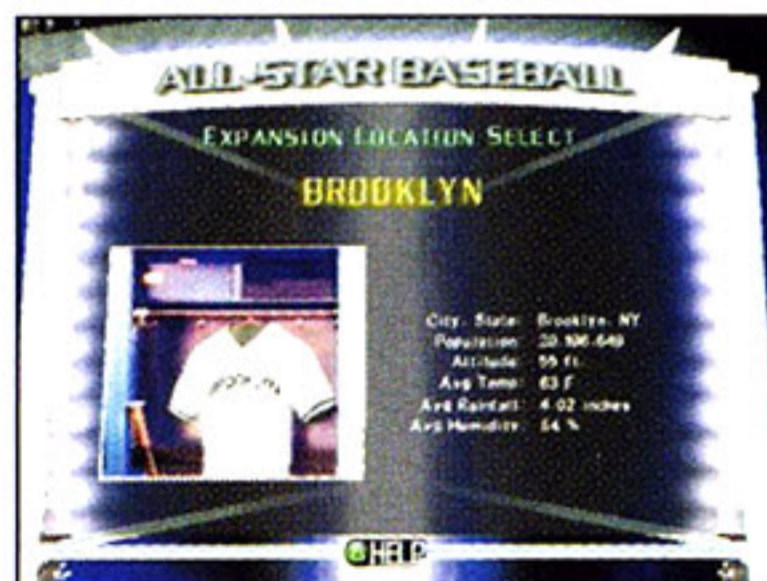 ALL-STAR BASEBALL
EXPANSION LOCATION SELECT
BROOKLYN
City, State: Brooklyn, NY
Population:
Altitude: 55 ft.
Avg Temp: 63 F
Avg Rainfall: 4.02 inches
Avg Humidity: 64 %
HELP